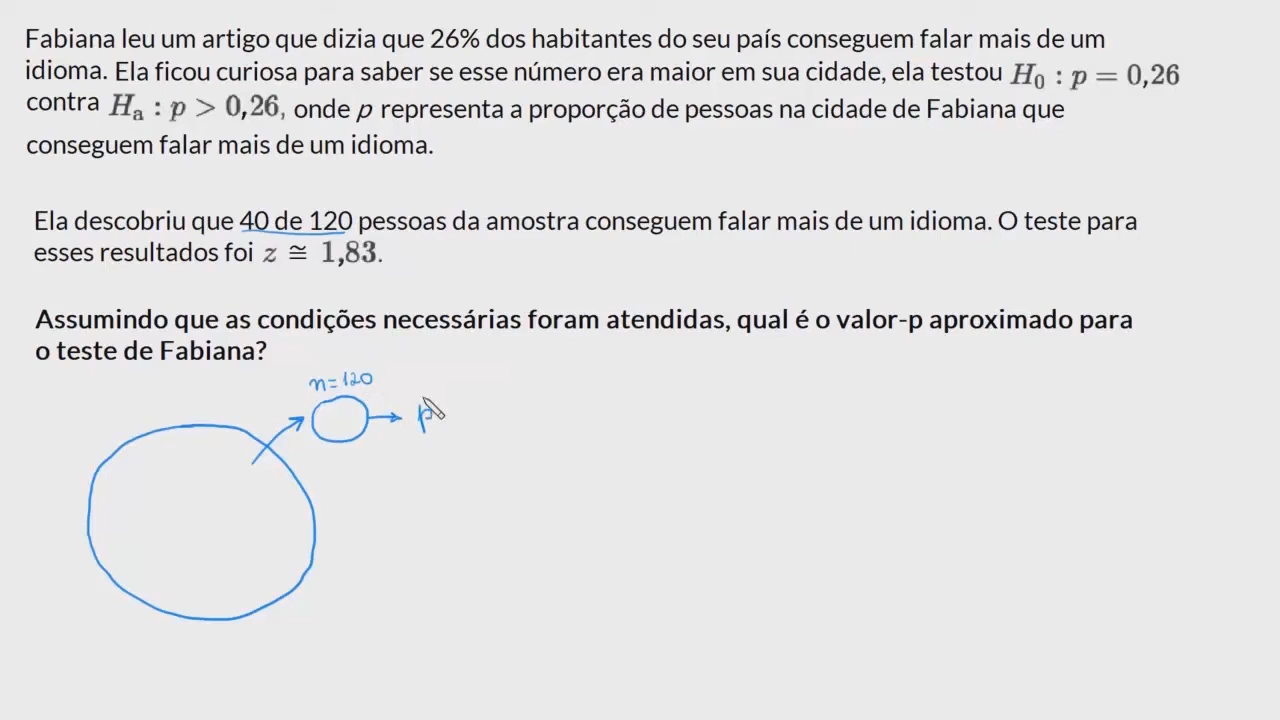 Fabiana leu um artigo que dizia que 26% dos habitantes do seu país conseguem falar mais de um
idioma. Ela ficou curiosa para saber se esse número era maior em sua cidade, ela testou H₀ : p = 0,26
contra Hₐ : p > 0,26, onde p representa a proporção de pessoas na cidade de Fabiana que
conseguem falar mais de um idioma.
Ela descobriu que 40 de 120 pessoas da amostra conseguem falar mais de um idioma. O teste para
esses resultados foi z ≅ 1,83.
Assumindo que as condições necessárias foram atendidas, qual é o valor-p aproximado para
o teste de Fabiana?
n=120
p